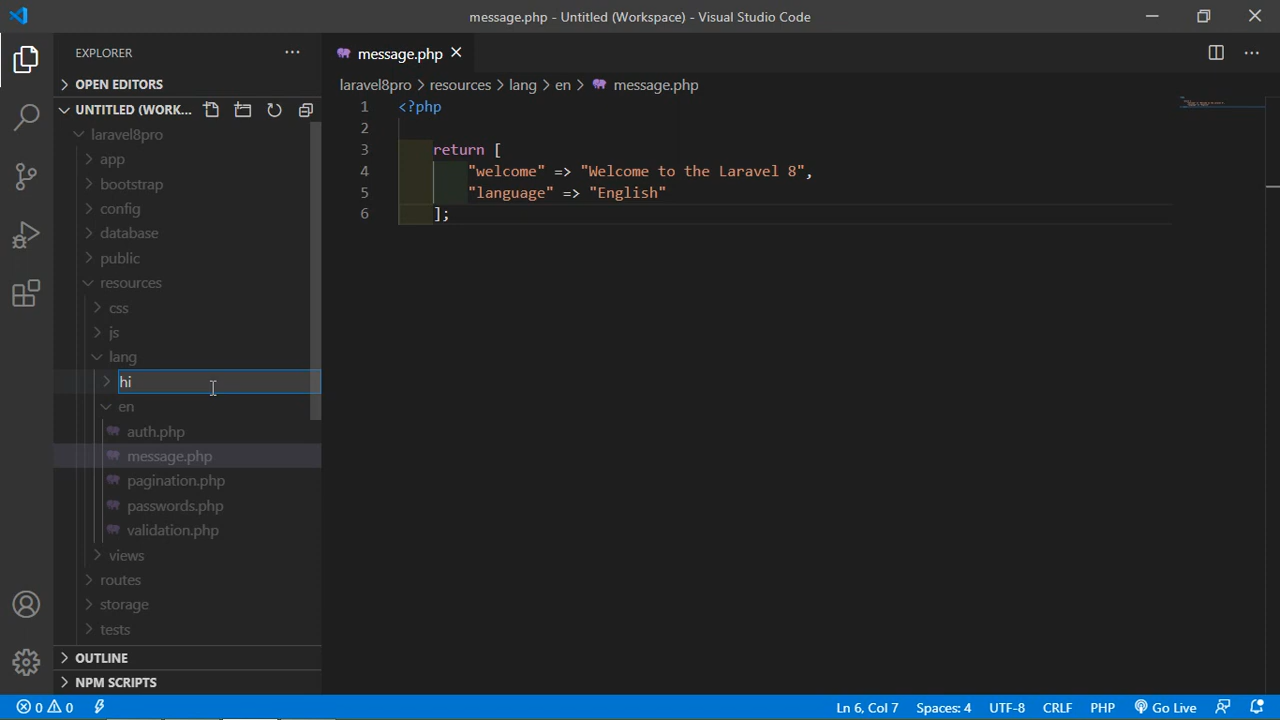 message.php - Untitled (Workspace) - Visual Studio Code
EXPLORER
OPEN EDITORS
UNTITLED (WORK...
laravel8pro
app
bootstrap
config
database
public
resources
css
js
lang
hi
en
auth.php
message.php
pagination.php
passwords.php
validation.php
views
routes
storage
tests
OUTLINE
NPM SCRIPTS
message.php
laravel8pro > resources > lang > en > message.php
1 <?php
2
3 return [
4 "welcome" => "Welcome to the Laravel 8",
5 "language" => "English"
6 ];
0 0 Ln 6, Col 7 Spaces: 4 UTF-8 CRLF PHP Go Live